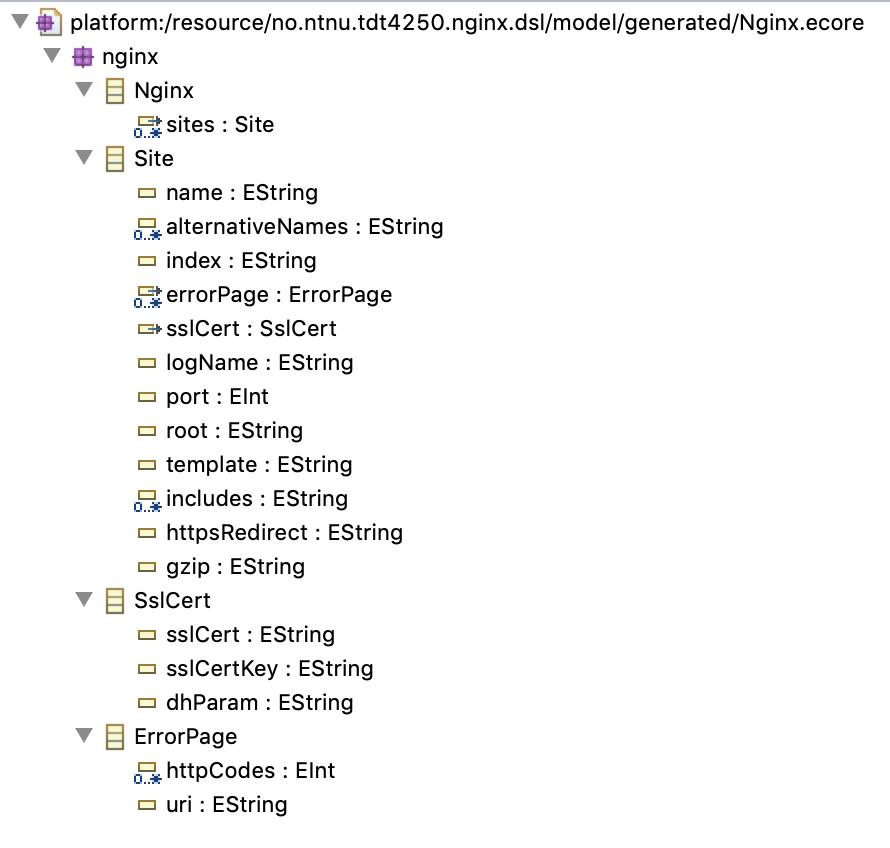 platform:/resource/no.ntnu.tdt4250.nginx.dsl/model/generated/Nginx.ecore
nginx
Nginx
0..* sites : Site
Site
name : EString
0..* alternativeNames : EString
index : EString
0..* errorPage : ErrorPage
sslCert : SslCert
logName : EString
port : EInt
root : EString
template : EString
0..* includes : EString
httpsRedirect : EString
gzip : EString
SslCert
sslCert : EString
sslCertKey : EString
dhParam : EString
ErrorPage
0..* httpCodes : EInt
uri : EString